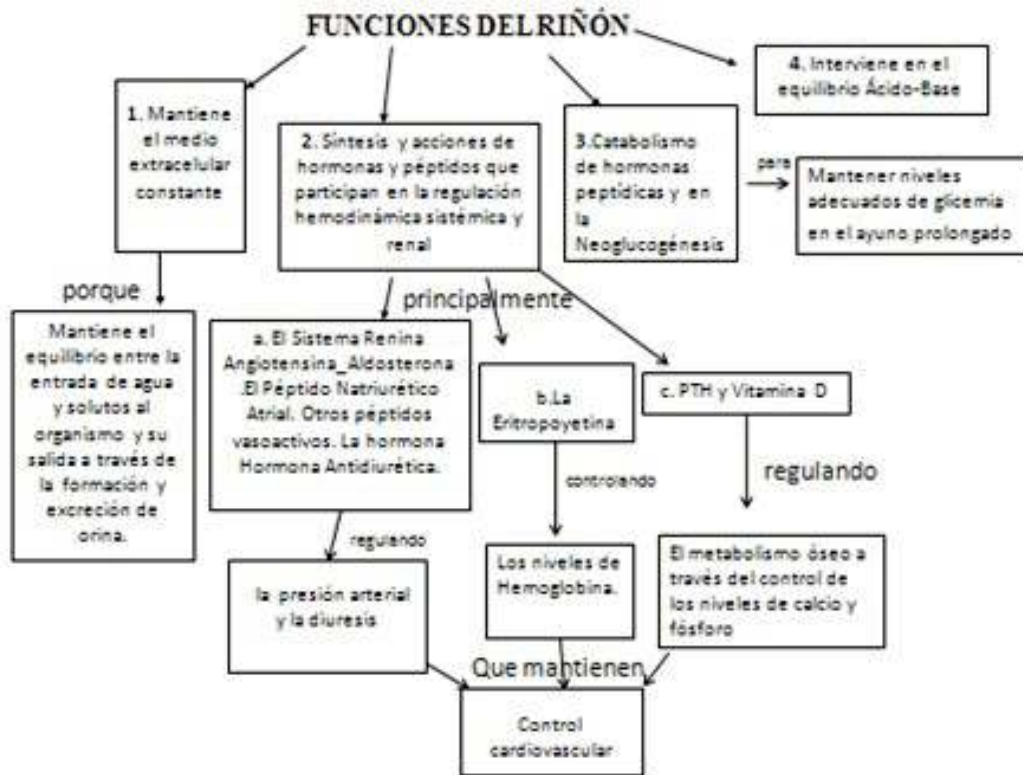 FUNCIONES DEL RIÑÓN
1. Mantiene
el medio
extracelular
constante
2. Síntesis y acciones de
hormonas y péptidos que
participan en la regulación
hemodinámica sistémica y
renal
3.Catabolismo
de hormonas
peptídicas y en
la
Neoglucogénesis
4. Interviene en el
equilibrio Ácido-Base
para
Mantener niveles
adecuados de glicemia
en el ayuno prolongado
porque
Mantiene el
equilibrio entre la
entrada de agua
y solutos al
organismo y su
salida a través de
la formación y
excreción de
orina.
principalmente
a. El Sistema Renina
Angiotensina_Aldosterona
.El Péptido Natriurético
Atrial. Otros péptidos
vasoactivos. La hormona
Hormona Antidiurética.
b.La
Eritropoyetina
c. PTH y Vitamina D
regulando
la presión arterial
y la diuresis
controlando
Los niveles de
Hemoglobina.
regulando
El metabolismo óseo a
través del control de
los niveles de calcio y
fósforo
Que mantienen
Control
cardiovascular